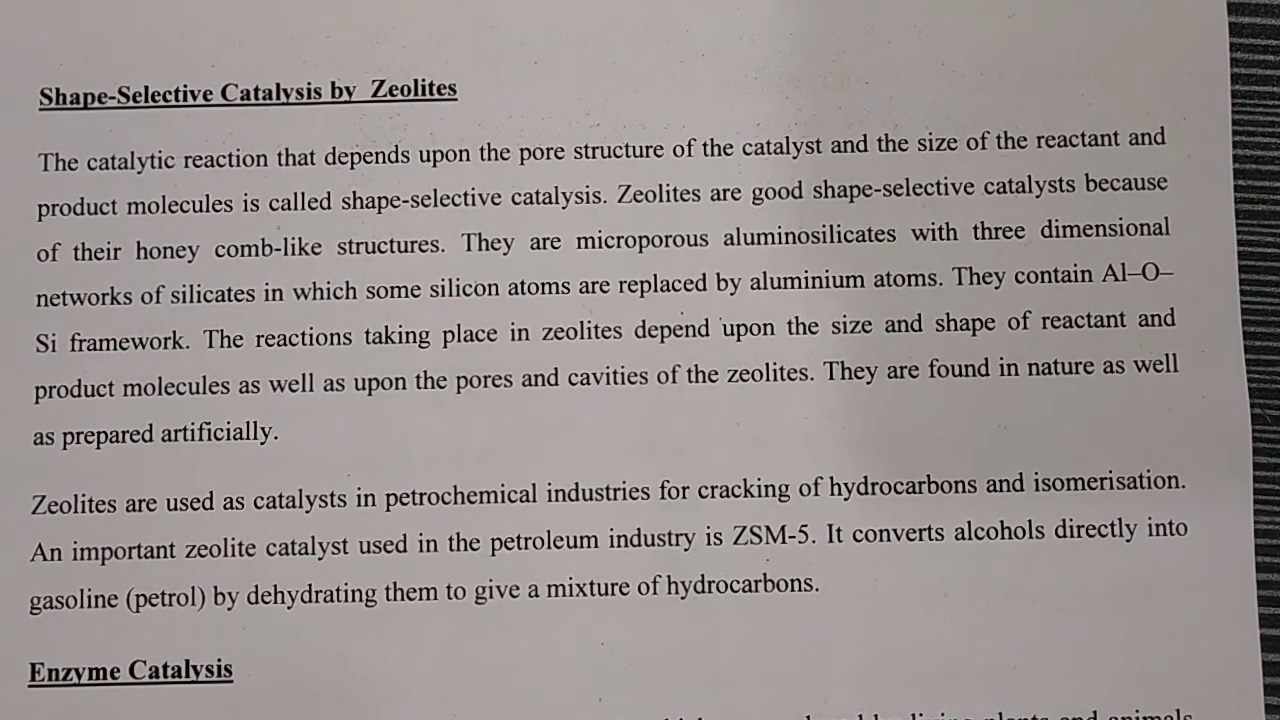 Shape-Selective Catalysis by Zeolites
The catalytic reaction that depends upon the pore structure of the catalyst and the size of the reactant and
product molecules is called shape-selective catalysis. Zeolites are good shape-selective catalysts because
of their honey comb-like structures. They are microporous aluminosilicates with three dimensional
networks of silicates in which some silicon atoms are replaced by aluminium atoms. They contain Al–O–
Si framework. The reactions taking place in zeolites depend upon the size and shape of reactant and
product molecules as well as upon the pores and cavities of the zeolites. They are found in nature as well
as prepared artificially.
Zeolites are used as catalysts in petrochemical industries for cracking of hydrocarbons and isomerisation.
An important zeolite catalyst used in the petroleum industry is ZSM-5. It converts alcohols directly into
gasoline (petrol) by dehydrating them to give a mixture of hydrocarbons.
Enzyme Catalysis
living plants and animals